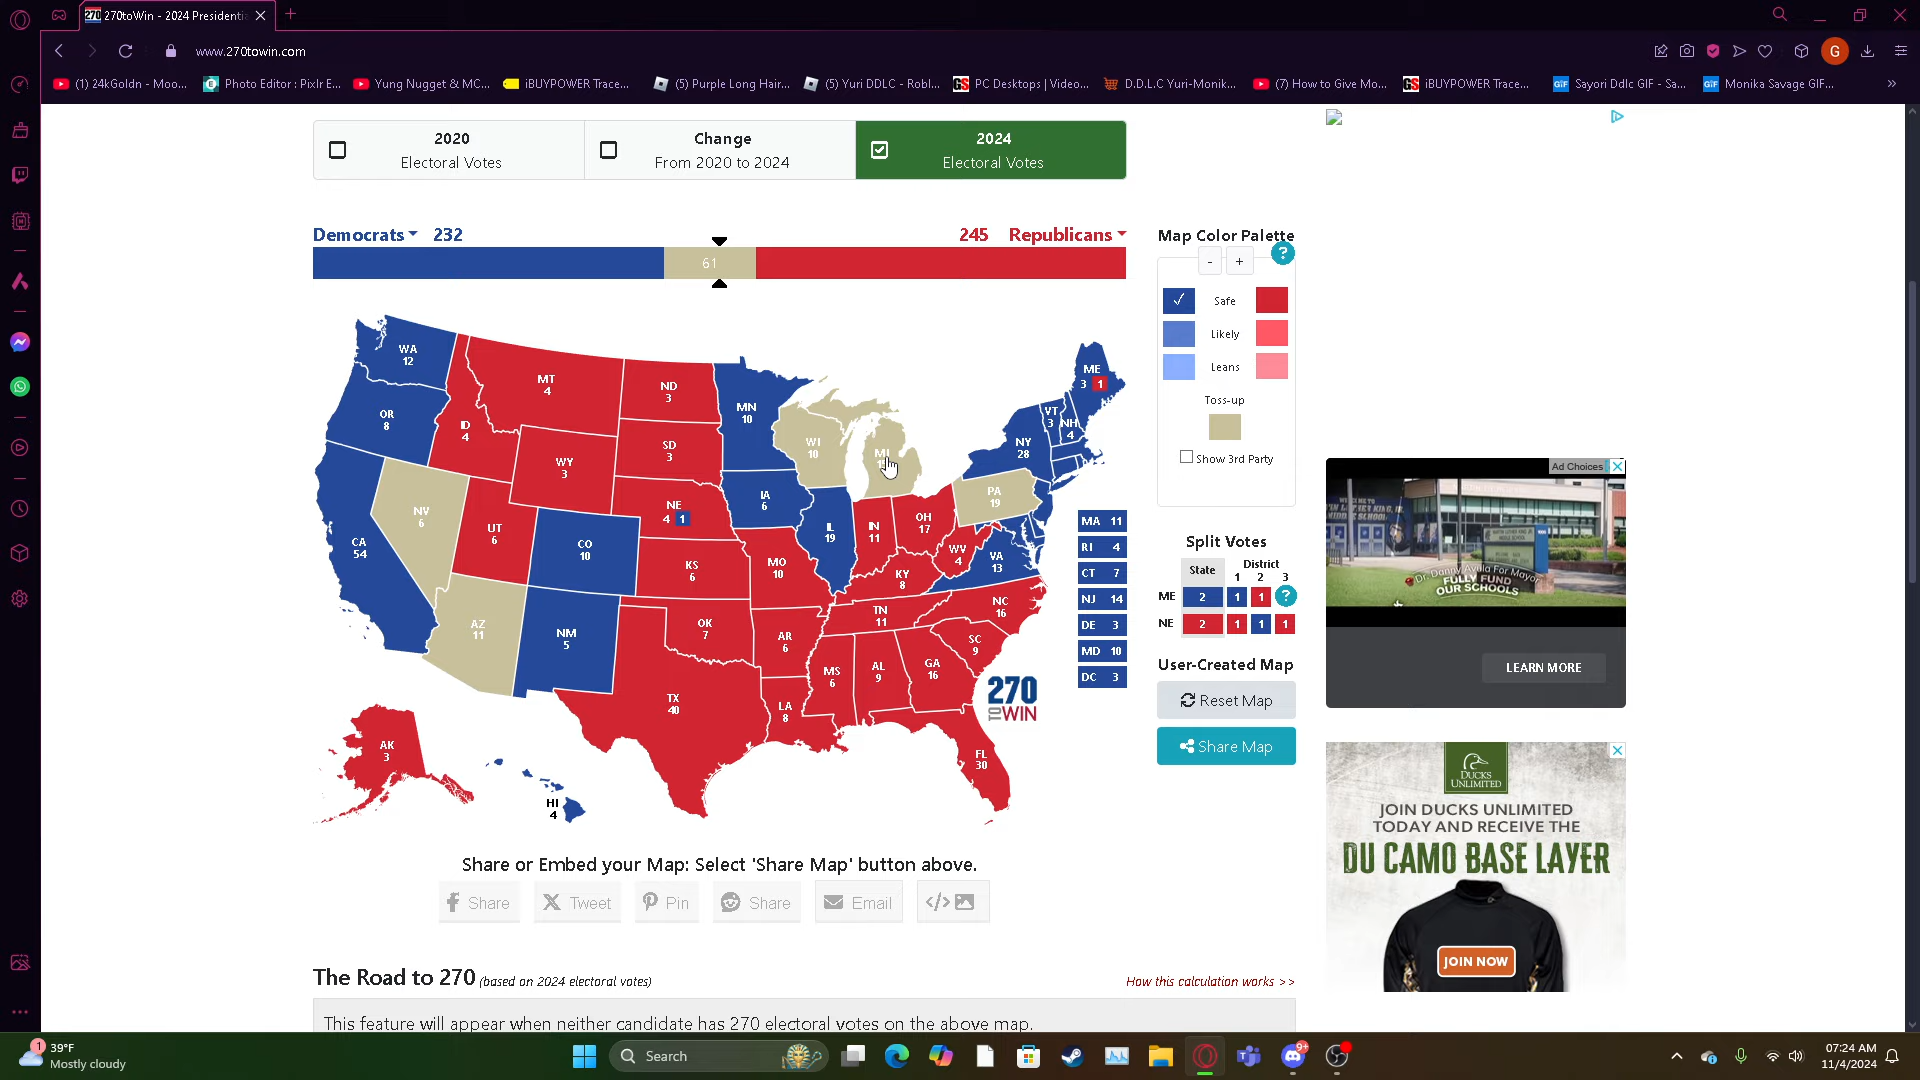 270toWin - 2024 Presidentia
www.270towin.com
G
(1) 24kGoldn - Moo...
Photo Editor : Pixlr E...
Yung Nugget & MC...
iBUYPOWER Trace...
(5) Purple Long Hair...
(5) Yuri DDLC - Robl...
PC Desktops | Video...
D.D.L.C Yuri-Monik...
(7) How to Give Mo...
iBUYPOWER Trace...
Sayori Ddlc GIF - Sa...
Monika Savage GIF...
2020
Electoral Votes
Change
From 2020 to 2024
2024
Electoral Votes
Democrats 232
245 Republicans
61
Map Color Palette
- + ?
Safe
Likely
Leans
Toss-up
Show 3rd Party
WA
12
OR
8
CA
54
NV
6
ID
4
MT
4
WY
3
UT
6
AZ
11
CO
10
NM
5
ND
3
SD
3
NE
4 1
KS
6
OK
7
TX
40
MN
10
IA
6
MO
10
AR
6
LA
8
WI
10
IL
19
MI
IN
11
OH
17
KY
8
TN
11
MS
6
AL
9
GA
16
FL
30
SC
9
NC
16
VA
13
WV
4
PA
19
NY
28
VT
3
NH
4
ME
3 1
AK
3
HI
4
MA 11
RI 4
CT 7
NJ 14
DE 3
MD 10
DC 3
270
TO WIN
Split Votes
State District
1 2 3
ME 2 1 1 ?
NE 2 1 1 1
User-Created Map
Reset Map
Share Map
Share or Embed your Map: Select 'Share Map' button above.
Share
Tweet
Pin
Share
Email
</>
The Road to 270 (based on 2024 electoral votes)
How this calculation works >>
This feature will appear when neither candidate has 270 electoral votes on the above map.
Ad Choices
Dr. Danny Avula For Mayor
FULLY FUND
OUR SCHOOLS
LEARN MORE
DUCKS
UNLIMITED
JOIN DUCKS UNLIMITED
TODAY AND RECEIVE THE
DU CAMO BASE LAYER
JOIN NOW
1
39°F
Mostly cloudy
Search
9+
07:24 AM
11/4/2024